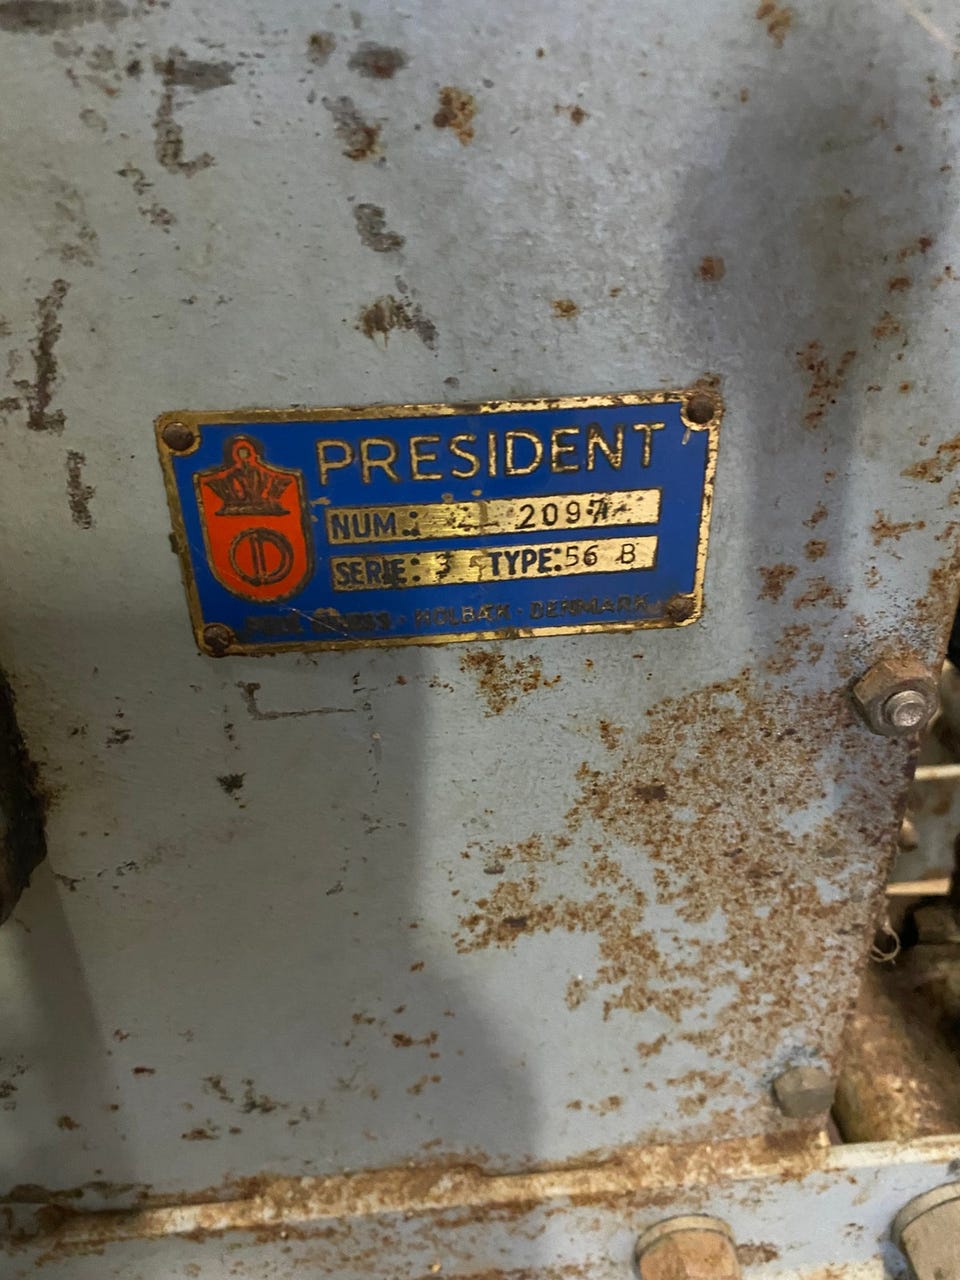 PRESIDENT
NUM.: 2097
SERIE: 3 TYPE: 56 B
HOLBÆK · DENMARK